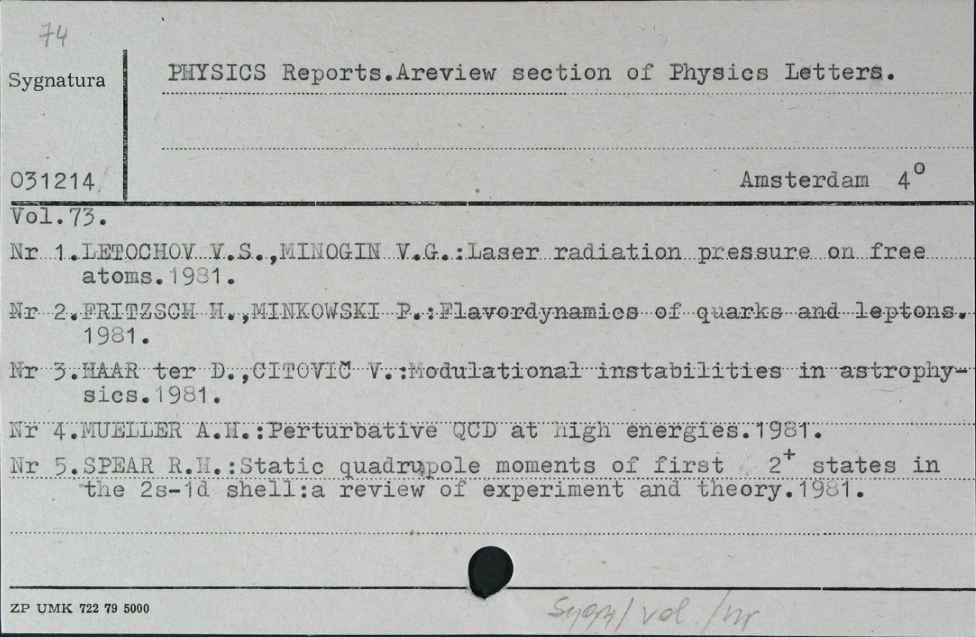 74
Sygnatura
PHYSICS Reports.Areview section of Physics Letters.
031214
Amsterdam 4º
Vol.73.
Nr 1.LETOCHOV V.S.,MINOGIN V.G.:Laser radiation pressure on free
atoms.1981.
Nr 2.FRITZSCH H.,MINKOWSKI P.:Flavordynamics of quarks and leptons.
1981.
Nr 3.HAAR ter D.,CITOVIČ V.:Modulational instabilities in astrophy-
sics.1981.
Nr 4.MUELLER A.H.:Perturbative QCD at high energies.1981.
Nr 5.SPEAR R.H.:Static quadrupole moments of first 2⁺ states in
the 2s-1d shell:a review of experiment and theory.1981.
ZP UMK 722 79 5000
/ vol. /nr